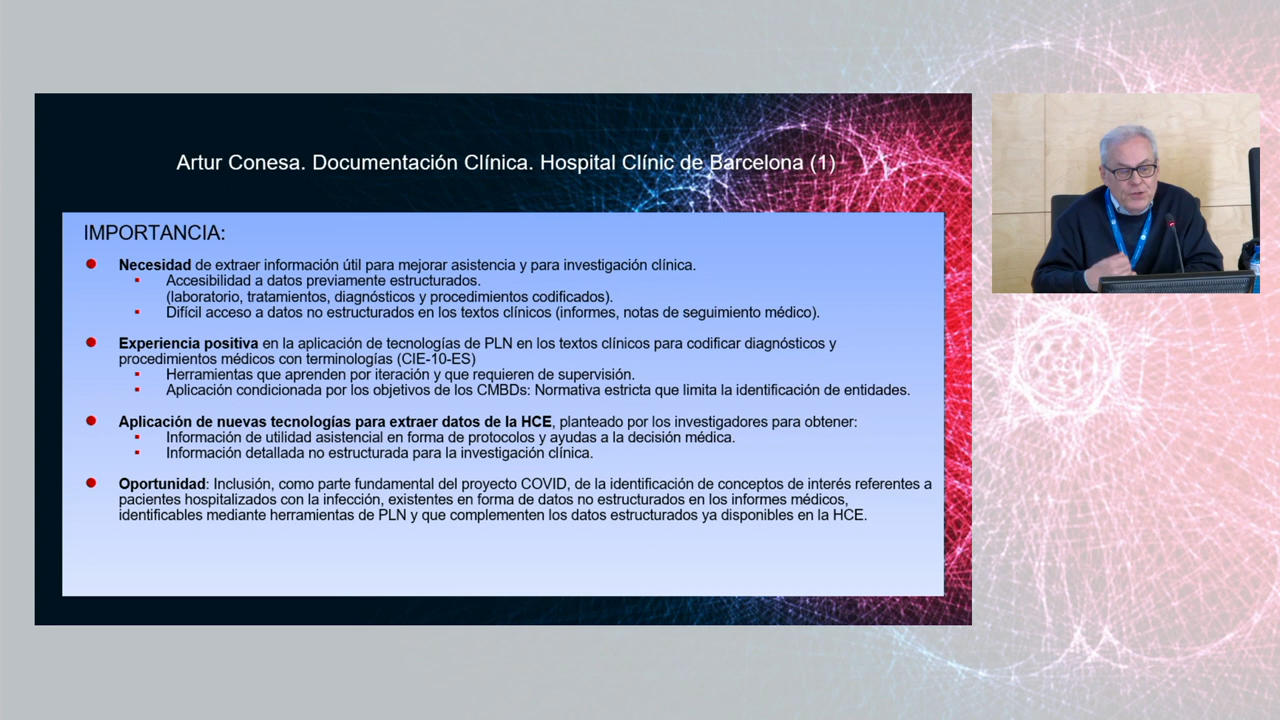 Artur Conesa. Documentación Clínica. Hospital Clínic de Barcelona (1)
IMPORTANCIA:
Necesidad de extraer información útil para mejorar asistencia y para investigación clínica.
Accesibilidad a datos previamente estructurados.
(laboratorio, tratamientos, diagnósticos y procedimientos codificados).
Difícil acceso a datos no estructurados en los textos clínicos (informes, notas de seguimiento médico).
Experiencia positiva en la aplicación de tecnologías de PLN en los textos clínicos para codificar diagnósticos y
procedimientos médicos con terminologías (CIE-10-ES)
Herramientas que aprenden por iteración y que requieren de supervisión.
Aplicación condicionada por los objetivos de los CMBDs: Normativa estricta que limita la identificación de entidades.
Aplicación de nuevas tecnologías para extraer datos de la HCE, planteado por los investigadores para obtener:
Información de utilidad asistencial en forma de protocolos y ayudas a la decisión médica.
Información detallada no estructurada para la investigación clínica.
Oportunidad: Inclusión, como parte fundamental del proyecto COVID, de la identificación de conceptos de interés referentes a
pacientes hospitalizados con la infección, existentes en forma de datos no estructurados en los informes médicos,
identificables mediante herramientas de PLN y que complementen los datos estructurados ya disponibles en la HCE.